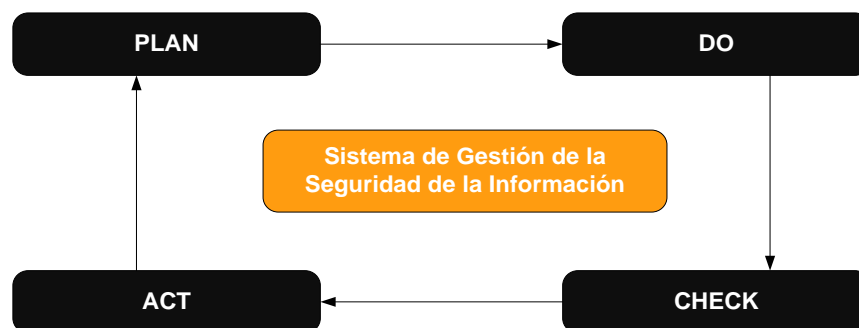 PLAN
DO
Sistema de Gestión de la
Seguridad de la Información
ACT
CHECK